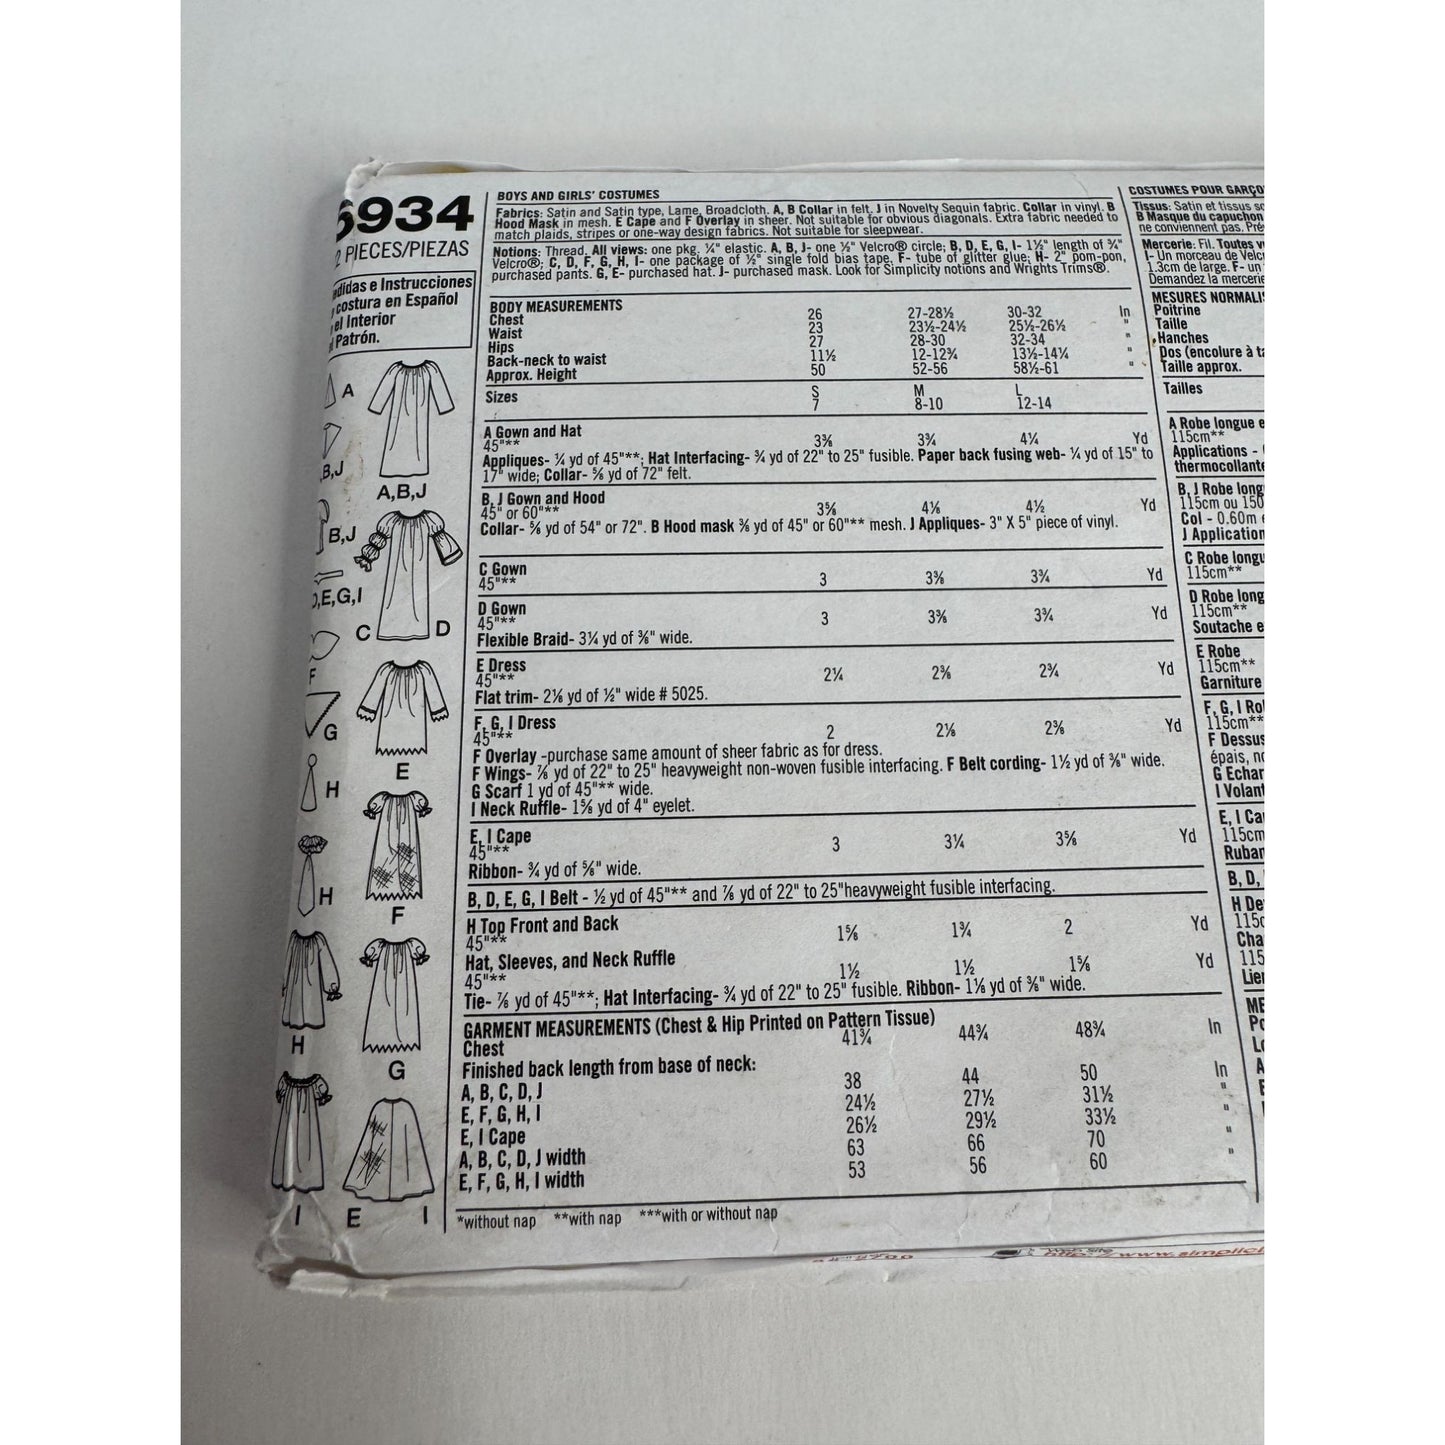 6934
2 PIECES/PIEZAS
edidas e Instrucciones
costura en Español
el Interior
Patrón.
A
B,J
A,B,J
B,J
D,E,G,I
C
D
F
G
E
H
H
F
H
G
I
E
I
BOYS AND GIRLS' COSTUMES
Fabrics: Satin and Satin type, Lame, Broadcloth. A, B Collar in felt. J in Novelty Sequin fabric. Collar in vinyl. B
Hood Mask in mesh. E Cape and F Overlay in sheer. Not suitable for obvious diagonals. Extra fabric needed to
match plaids, stripes or one-way design fabrics. Not suitable for sleepwear.
Notions: Thread. All views: one pkg. ¼" elastic. A, B, J- one ½" Velcro® circle; B, D, E, G, I- 1½" length of ¾"
Velcro®; C, D, F, G, H, I- one package of ½" single fold bias tape, F- tube of glitter glue; H- 2" pom-pon,
purchased pants. G, E- purchased hat. J- purchased mask. Look for Simplicity notions and Wrights Trims®.
BODY MEASUREMENTS
Chest 26 27-28½ 30-32 In
Waist 23 23½-24½ 25½-26½ "
Hips 27 28-30 32-34 "
Back-neck to waist 11½ 12-12¾ 13½-14¼ "
Approx. Height 50 52-56 58½-61 "
Sizes S M L
7 8-10 12-14
A Gown and Hat
45"** 3⅜ 3¾ 4¼ Yd
Appliques- ¼ yd of 45"**; Hat Interfacing- ¾ yd of 22" to 25" fusible. Paper back fusing web- ¼ yd of 15" to
17" wide; Collar- ⅝ yd of 72" felt.
B, J Gown and Hood
45" or 60"** 3⅝ 4⅛ 4½ Yd
Collar- ⅝ yd of 54" or 72". B Hood mask ⅜ yd of 45" or 60"** mesh. J Appliques- 3" X 5" piece of vinyl.
C Gown
45"** 3 3⅜ 3¾ Yd
D Gown
45"** 3 3⅜ 3¾ Yd
Flexible Braid- 3¼ yd of ⅜" wide.
E Dress
45"** 2¼ 2⅜ 2¾ Yd
Flat trim- 2⅛ yd of ½" wide # 5025.
F, G, I Dress
45"** 2 2⅛ 2⅜ Yd
F Overlay -purchase same amount of sheer fabric as for dress.
F Wings- ⅞ yd of 22" to 25" heavyweight non-woven fusible interfacing. F Belt cording- 1½ yd of ⅜" wide.
G Scarf 1 yd of 45"** wide.
I Neck Ruffle- 1⅝ yd of 4" eyelet.
E, I Cape
45"** 3 3¼ 3⅝ Yd
Ribbon- ¾ yd of ⅝" wide.
B, D, E, G, I Belt - ½ yd of 45"** and ⅞ yd of 22" to 25"heavyweight fusible interfacing.
H Top Front and Back
45"** 1⅝ 1¾ 2 Yd
Hat, Sleeves, and Neck Ruffle
45"** 1½ 1½ 1⅝ Yd
Tie- ⅞ yd of 45"**; Hat Interfacing- ¾ yd of 22" to 25" fusible. Ribbon- 1⅛ yd of ⅜" wide.
GARMENT MEASUREMENTS (Chest & Hip Printed on Pattern Tissue)
Chest 41¾ 44¾ 48¾ In
Finished back length from base of neck:
A, B, C, D, J 38 44 50 In
E, F, G, H, I 24½ 27½ 31½ "
E, I Cape 26½ 29½ 33½ "
A, B, C, D, J width 63 66 70 "
E, F, G, H, I width 53 56 60 "
*without nap **with nap ***with or without nap
COSTUMES POUR GARÇO
Tissus: Satin et tissus s
B Masque du capuchon
ne conviennent pas. Pré
Mercerie: Fil. Toutes v
I- Un morceau de Velc
1.3cm de large. F- un
Demandez la mercerie
MESURES NORMALI
Poitrine
Taille
Hanches
Dos (encolure à ta
Taille approx.
Tailles
A Robe longue e
115cm**
Applications -
thermocollante
B, J Robe long
115cm ou 150
Col - 0.60m
J Application
C Robe longu
115cm**
D Robe long
115cm**
Soutache e
E Robe
115cm**
Garniture
F, G, I Ro
115cm**
F Dessus
épais, no
G Echar
I Volant
E, I Ca
115cm
Ruban
B, D,
H De
115c
Cha
115
Lie
ME
Po
Web Site
http://www.simplici